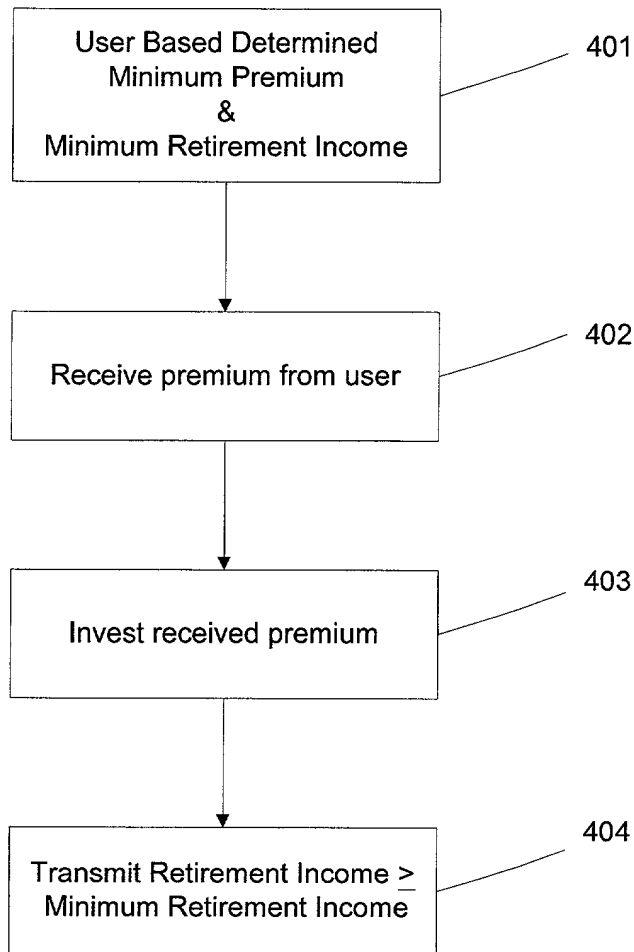 User Based Determined
Minimum Premium
&
Minimum Retirement Income
401
Receive premium from user
402
Invest received premium
403
Transmit Retirement Income ≥
Minimum Retirement Income
404